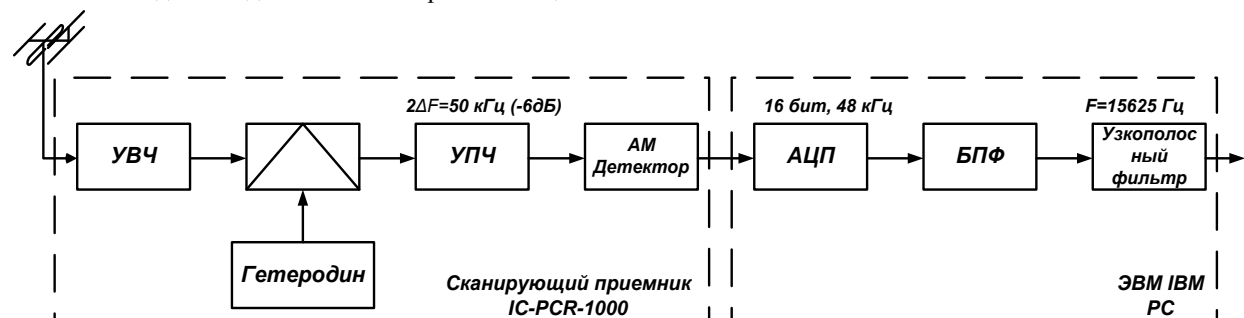 2ΔF=50 кГц (-6дБ)
16 бит, 48 кГц
F=15625 Гц
УВЧ
УПЧ
АМ
Детектор
АЦП
БПФ
Узкополос
ный
фильтр
Гетеродин
Сканирующий приемник
IC-PCR-1000
ЭВМ IBM
PC